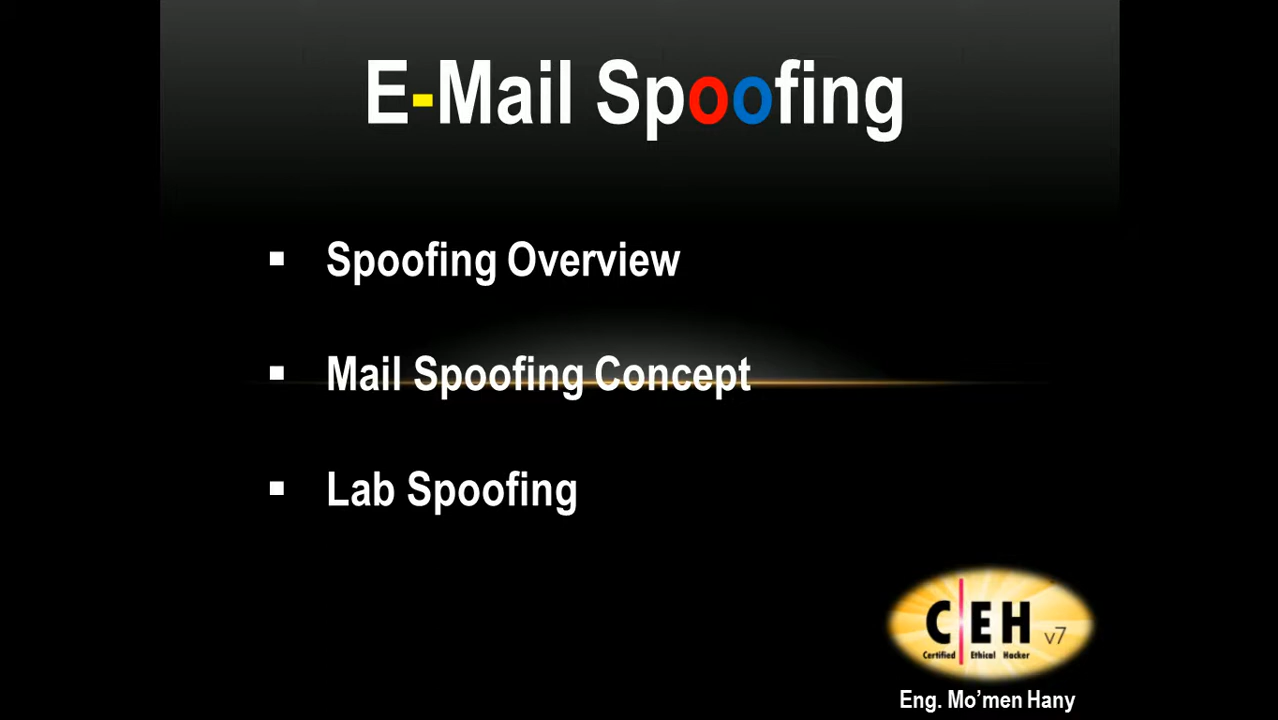 E-Mail Spoofing
▪ Spoofing Overview
▪ Mail Spoofing Concept
▪ Lab Spoofing
C|EH v7
Certified Ethical Hacker
Eng. Mo’men Hany